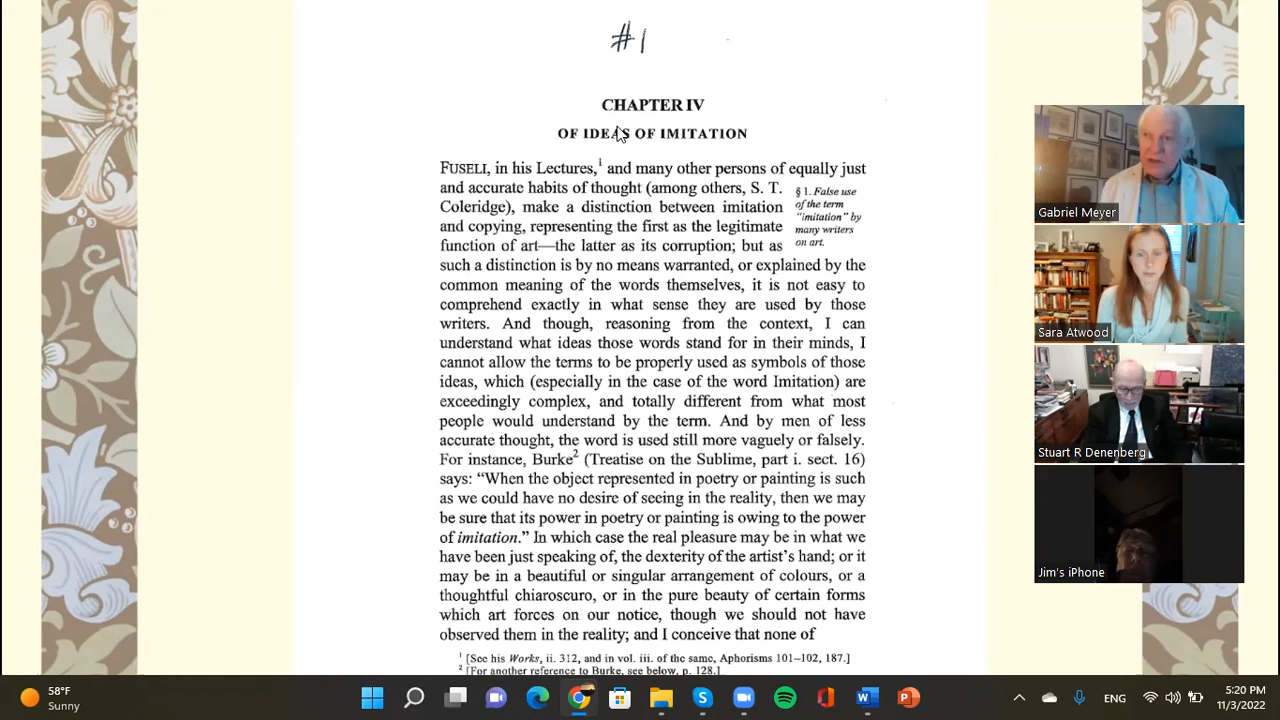 #1
CHAPTER IV
OF IDEAS OF IMITATION
FUSELI, in his Lectures,1 and many other persons of equally just
and accurate habits of thought (among others, S. T.
Coleridge), make a distinction between imitation
and copying, representing the first as the legitimate
function of art—the latter as its corruption; but as
§ 1. False use
of the term
"imitation" by
many writers
on art.
such a distinction is by no means warranted, or explained by the
common meaning of the words themselves, it is not easy to
comprehend exactly in what sense they are used by those
writers. And though, reasoning from the context, I can
understand what ideas those words stand for in their minds, I
cannot allow the terms to be properly used as symbols of those
ideas, which (especially in the case of the word Imitation) are
exceedingly complex, and totally different from what most
people would understand by the term. And by men of less
accurate thought, the word is used still more vaguely or falsely.
For instance, Burke2 (Treatise on the Sublime, part i. sect. 16)
says: "When the object represented in poetry or painting is such
as we could have no desire of seeing in the reality, then we may
be sure that its power in poetry or painting is owing to the power
of imitation." In which case the real pleasure may be in what we
have been just speaking of, the dexterity of the artist's hand; or it
may be in a beautiful or singular arrangement of colours, or a
thoughtful chiaroscuro, or in the pure beauty of certain forms
which art forces on our notice, though we should not have
observed them in the reality; and I conceive that none of
1 [See his Works, ii. 312, and in vol. iii. of the same, Aphorisms 101–102, 187.]
2 [For another reference to Burke, see below, p. 128.]
Gabriel Meyer
Sara Atwood
Stuart R Denenberg
Jim's iPhone
58°F
Sunny
ENG
5:20 PM
11/3/2022